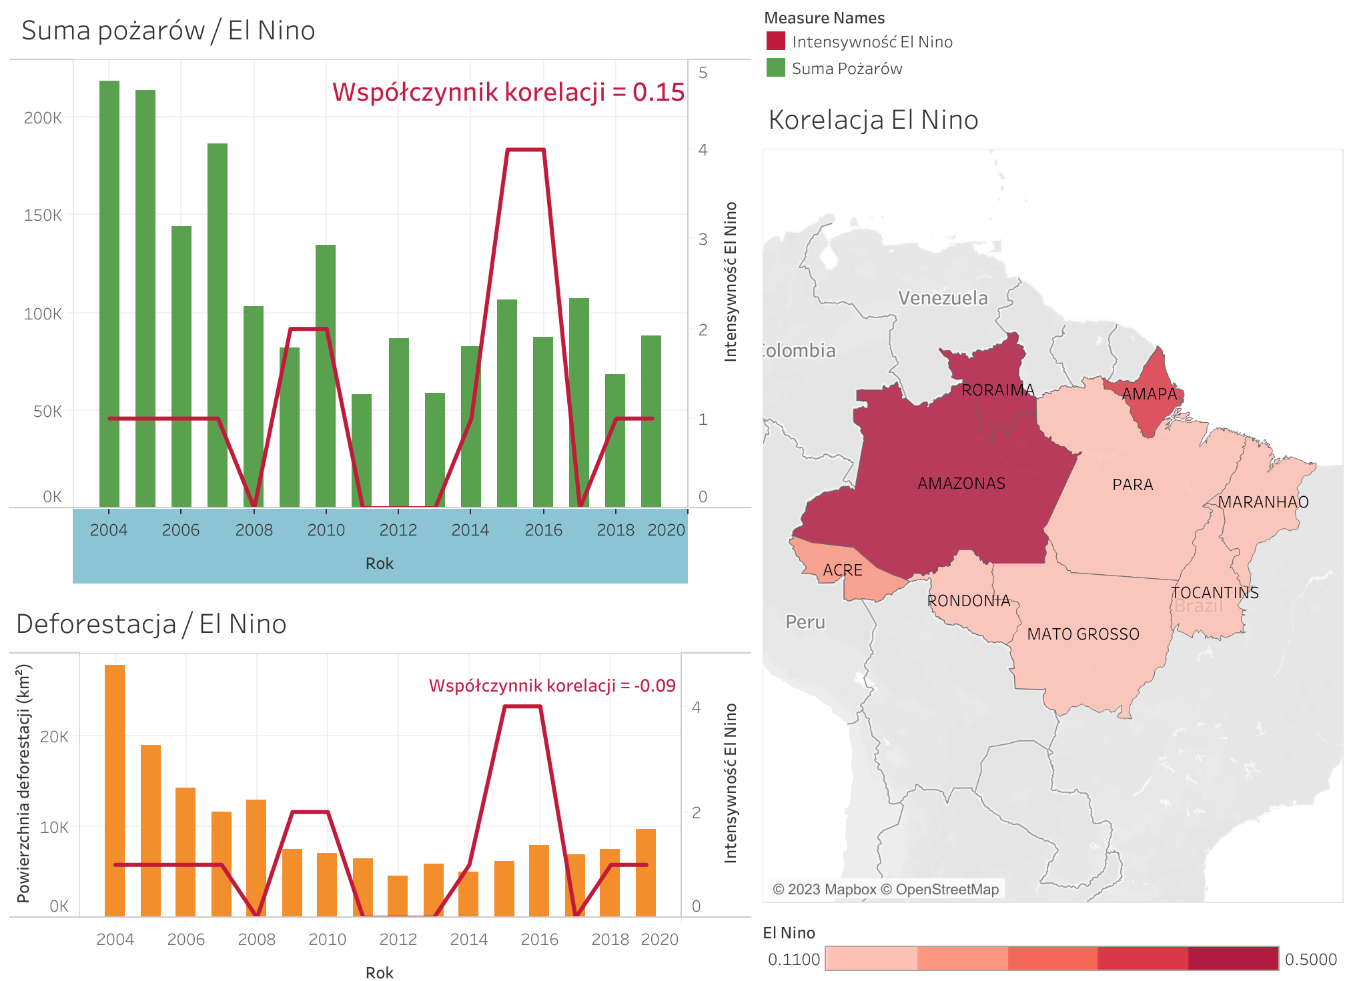 Suma pożarów / El Nino
Współczynnik korelacji = 0.15
200K
150K
100K
50K
0K
5
4
3
2
1
0
Intensywność El Nino
2004 2006 2008 2010 2012 2014 2016 2018 2020
Rok
Deforestacja / El Nino
Współczynnik korelacji = -0.09
Powierzchnia deforestacji (km²)
20K
10K
0K
4
2
0
Intensywność El Nino
2004 2006 2008 2010 2012 2014 2016 2018 2020
Rok
Measure Names
Intensywność El Nino
Suma Pożarów
Korelacja El Nino
Venezuela
Colombia
RORAIMA
AMAPA
AMAZONAS
PARA
MARANHAO
ACRE
RONDONIA
TOCANTINS
Brazil
Peru
MATO GROSSO
© 2023 Mapbox © OpenStreetMap
El Nino
0.1100 0.5000